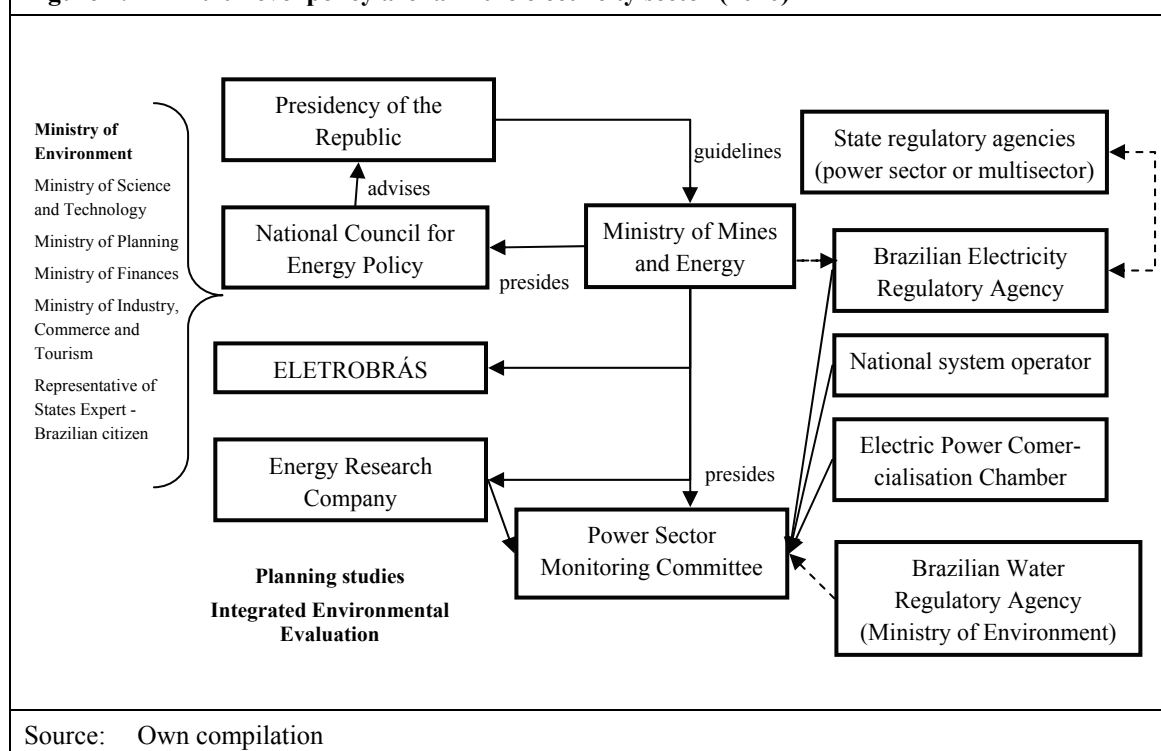 Presidency of the
Republic
Ministry of
Environment
Ministry of Science
and Technology
Ministry of Planning
Ministry of Finances
Ministry of Industry,
Commerce and
Tourism
Representative of
States Expert -
Brazilian citizen
guidelines
State regulatory agencies
(power sector or multisector)
advises
National Council for
Energy Policy
presides
Ministry of Mines
and Energy
Brazilian Electricity
Regulatory Agency
ELETROBRÁS
National system operator
Energy Research
Company
presides
Electric Power Comer-
cialisation Chamber
Power Sector
Monitoring Committee
Planning studies
Integrated Environmental
Evaluation
Brazilian Water
Regulatory Agency
(Ministry of Environment)
Source: Own compilation